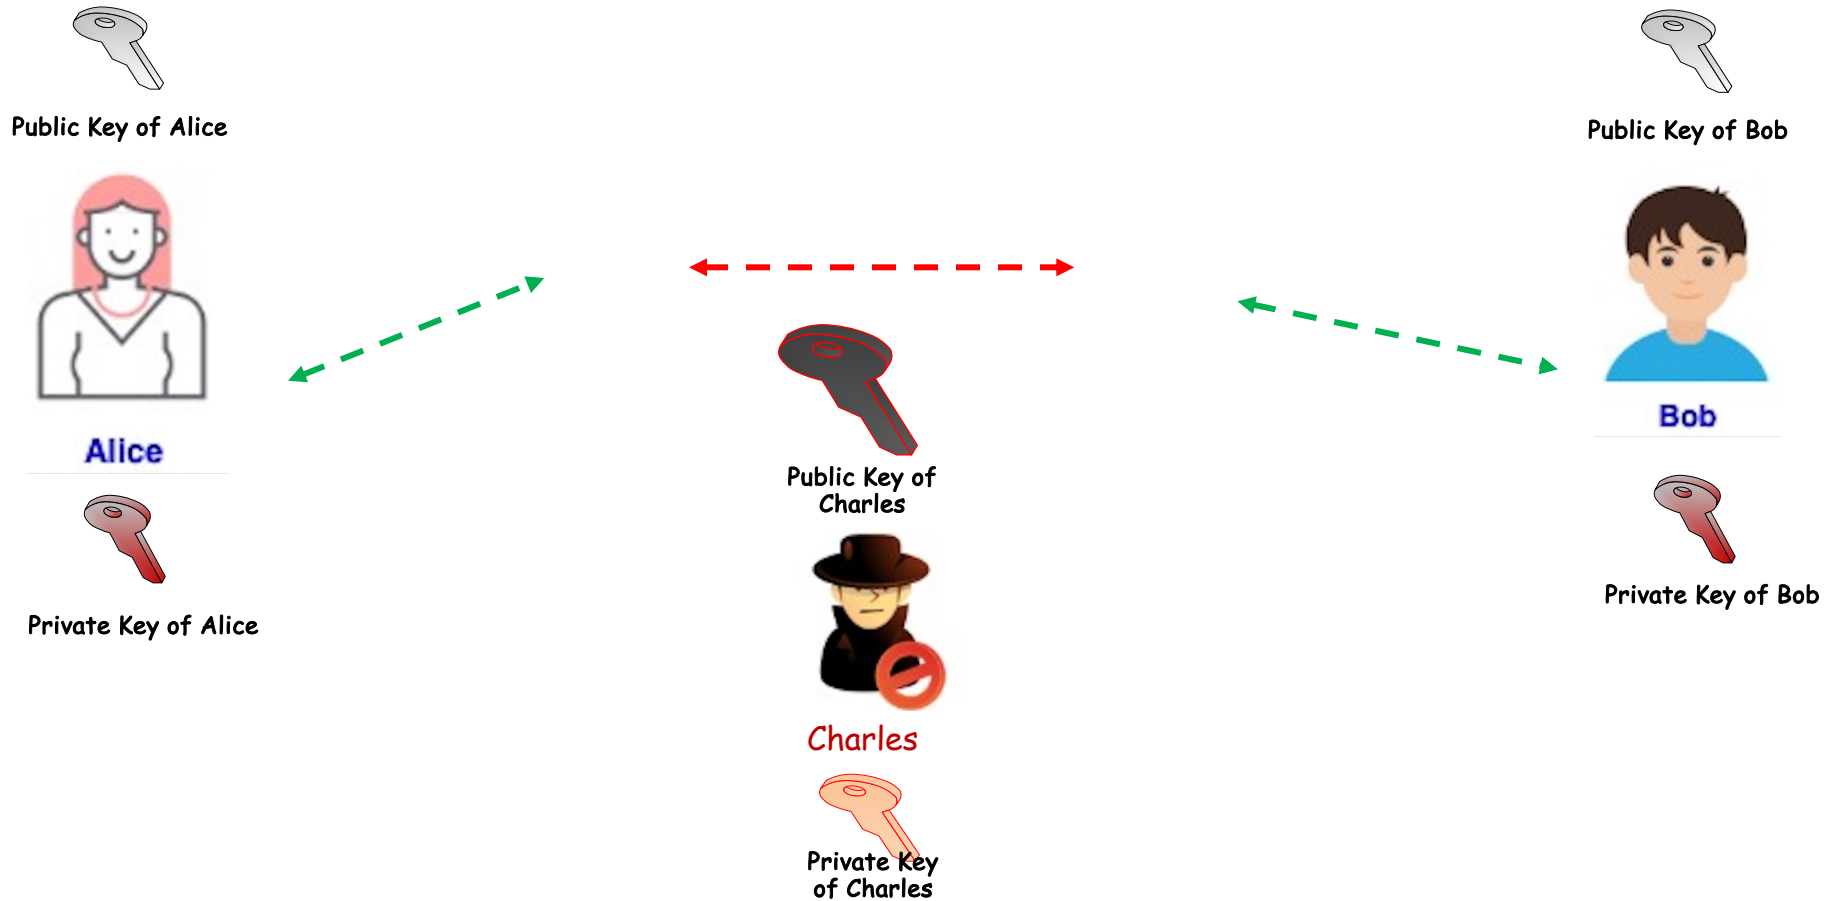 Public Key of Alice
Public Key of Bob
Alice
Bob
Public Key of
Charles
Private Key of Alice
Private Key of Bob
Charles
Private Key
of Charles